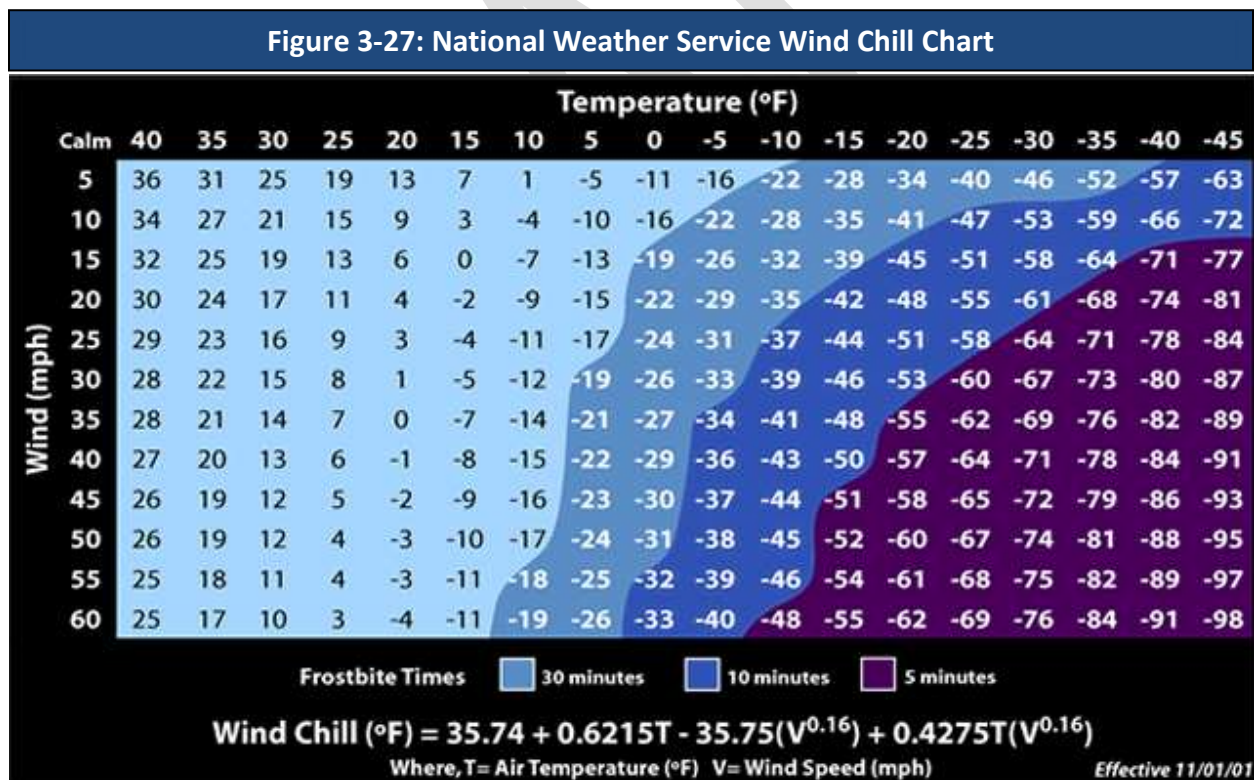 Figure 3-27: National Weather Service Wind Chill Chart
Temperature (ºF)
Calm 40 35 30 25 20 15 10 5 0 -5 -10 -15 -20 -25 -30 -35 -40 -45
5 36 31 25 19 13 7 1 -5 -11 -16 -22 -28 -34 -40 -46 -52 -57 -63
10 34 27 21 15 9 3 -4 -10 -16 -22 -28 -35 -41 -47 -53 -59 -66 -72
15 32 25 19 13 6 0 -7 -13 -19 -26 -32 -39 -45 -51 -58 -64 -71 -77
20 30 24 17 11 4 -2 -9 -15 -22 -29 -35 -42 -48 -55 -61 -68 -74 -81
25 29 23 16 9 3 -4 -11 -17 -24 -31 -37 -44 -51 -58 -64 -71 -78 -84
30 28 22 15 8 1 -5 -12 -19 -26 -33 -39 -46 -53 -60 -67 -73 -80 -87
35 28 21 14 7 0 -7 -14 -21 -27 -34 -41 -48 -55 -62 -69 -76 -82 -89
40 27 20 13 6 -1 -8 -15 -22 -29 -36 -43 -50 -57 -64 -71 -78 -84 -91
45 26 19 12 5 -2 -9 -16 -23 -30 -37 -44 -51 -58 -65 -72 -79 -86 -93
50 26 19 12 4 -3 -10 -17 -24 -31 -38 -45 -52 -60 -67 -74 -81 -88 -95
55 25 18 11 4 -3 -11 -18 -25 -32 -39 -46 -54 -61 -68 -75 -82 -89 -97
60 25 17 10 3 -4 -11 -19 -26 -33 -40 -48 -55 -62 -69 -76 -84 -91 -98
Wind (mph)
Frostbite Times 30 minutes 10 minutes 5 minutes
Wind Chill (ºF) = 35.74 + 0.6215T - 35.75(V^0.16) + 0.4275T(V^0.16)
Where, T= Air Temperature (ºF) V= Wind Speed (mph) Effective 11/01/01